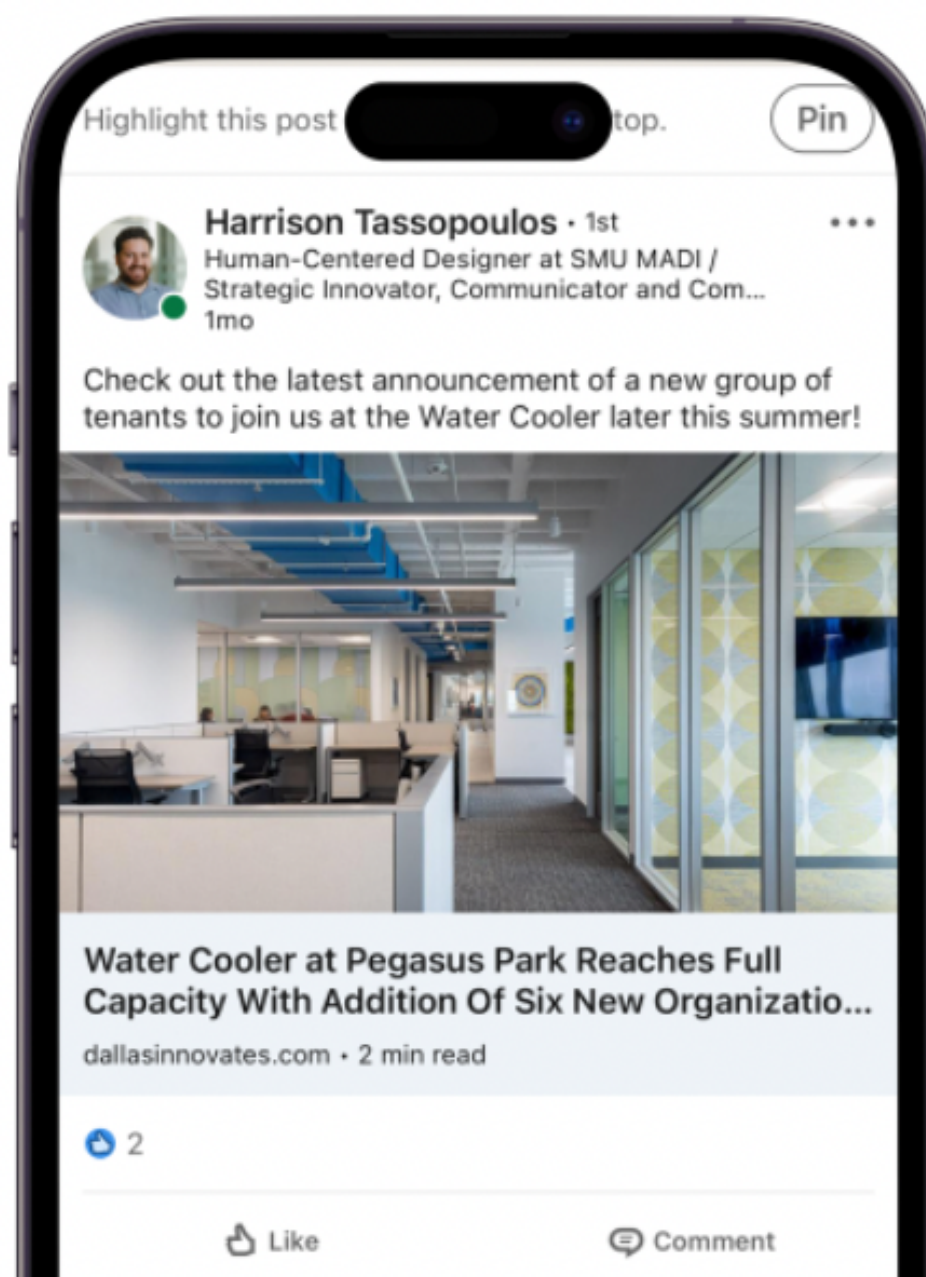 Highlight this post top.
Pin
Harrison Tassopoulos • 1st
Human-Centered Designer at SMU MADI /
Strategic Innovator, Communicator and Com...
1mo
Check out the latest announcement of a new group of
tenants to join us at the Water Cooler later this summer!
Water Cooler at Pegasus Park Reaches Full
Capacity With Addition Of Six New Organizatio...
dallasinnovates.com • 2 min read
2
Like
Comment